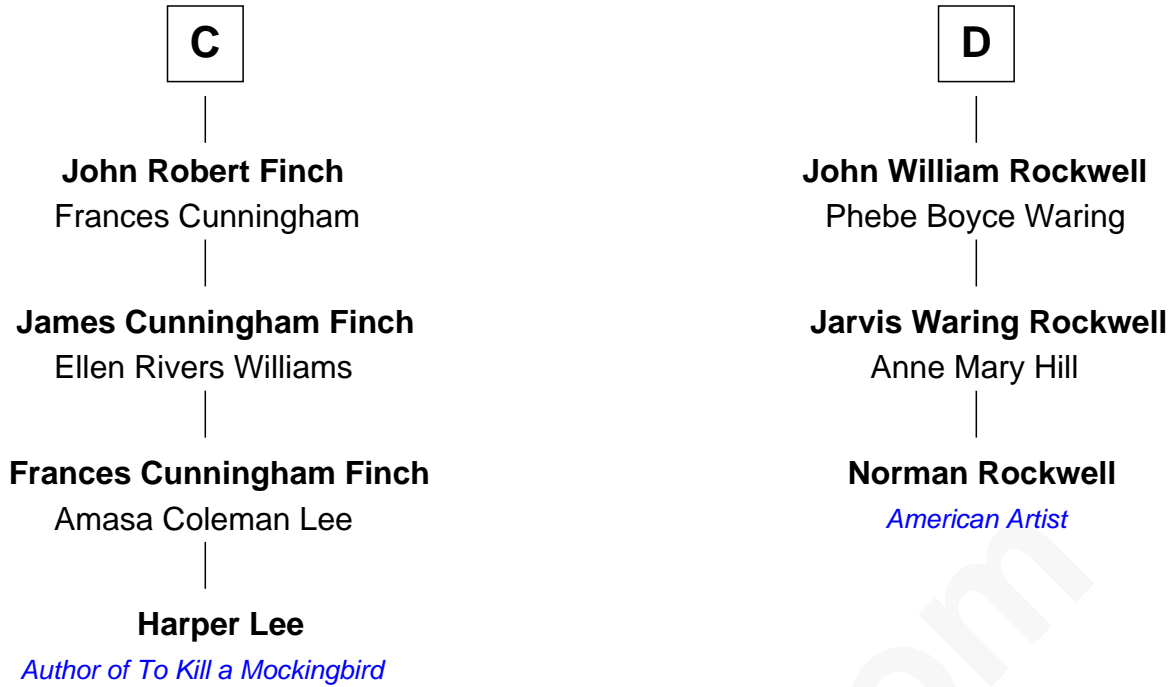 C
John Robert Finch
Frances Cunningham
James Cunningham Finch
Ellen Rivers Williams
Frances Cunningham Finch
Amasa Coleman Lee
Harper Lee
Author of To Kill a Mockingbird
D
John William Rockwell
Phebe Boyce Waring
Jarvis Waring Rockwell
Anne Mary Hill
Norman Rockwell
American Artist
om